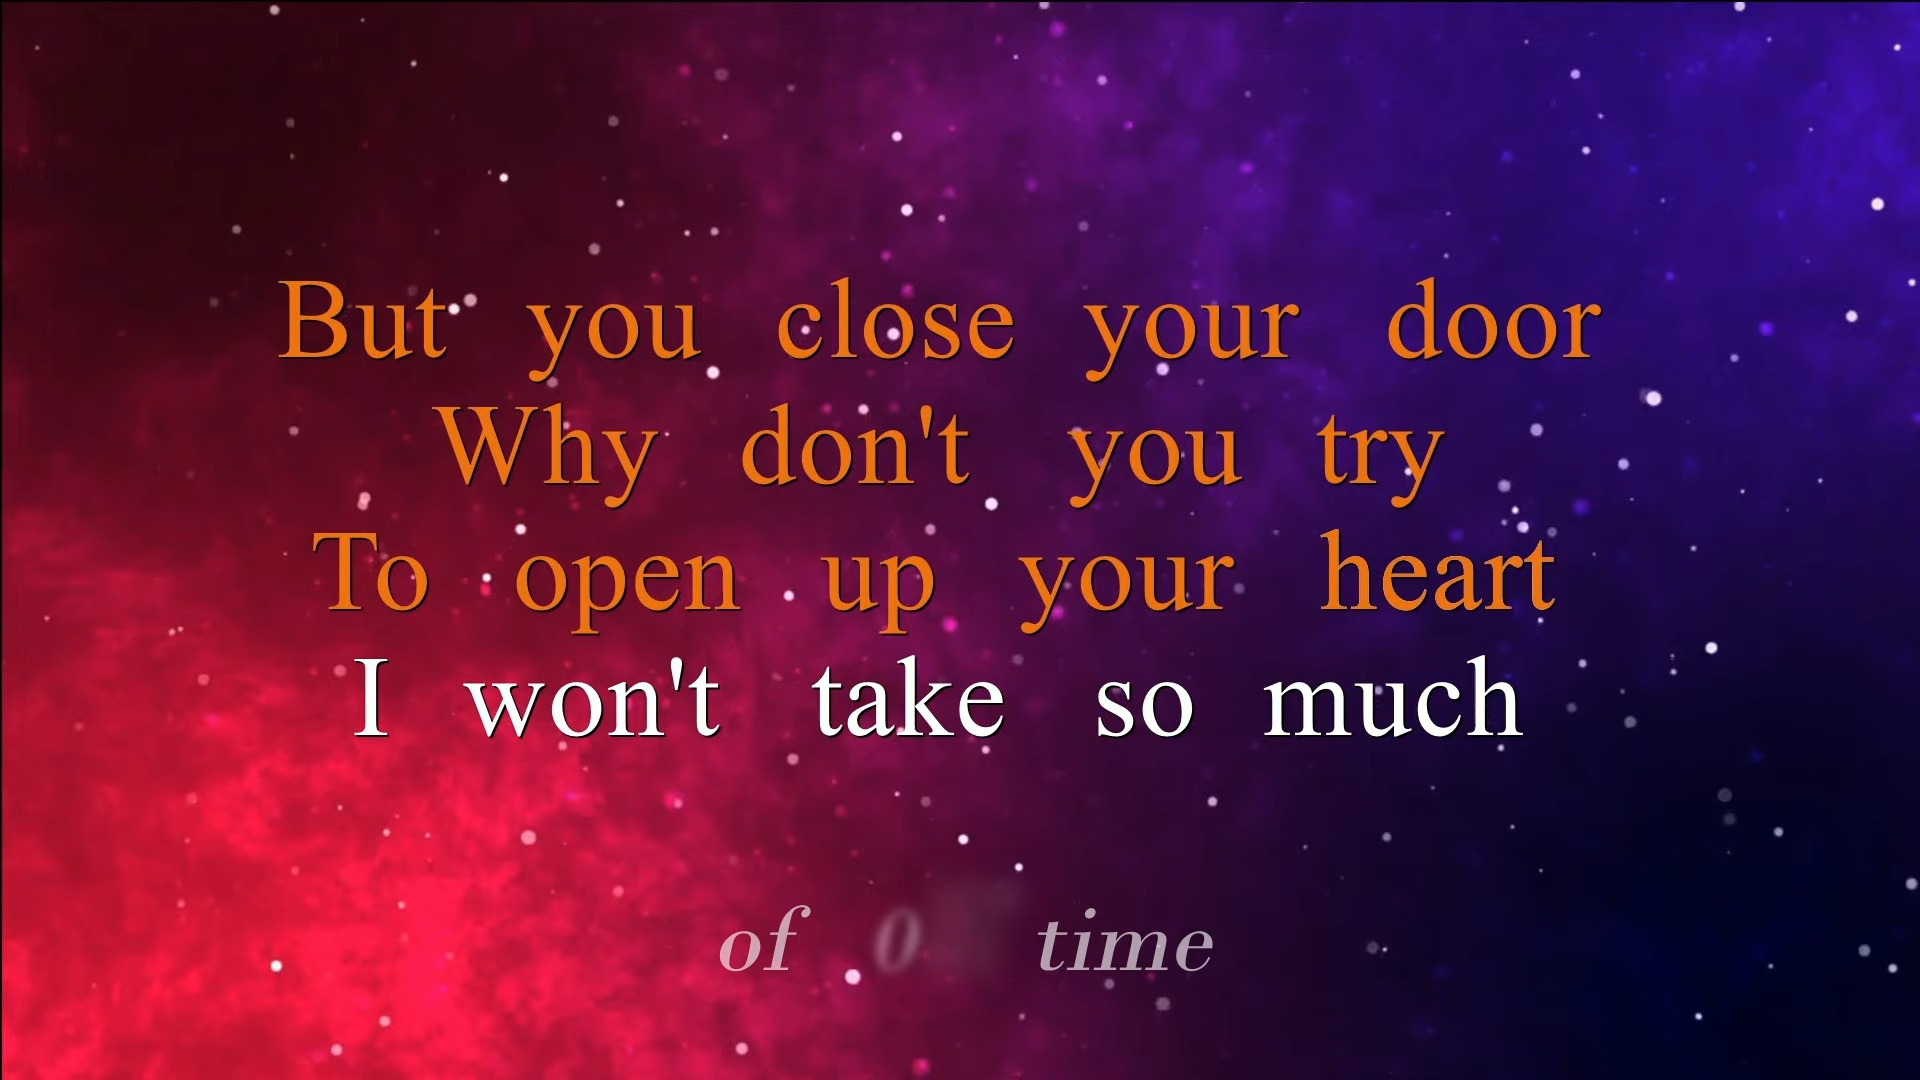 But you close your door
Why don't you try
To open up your heart
I won't take so much
of time